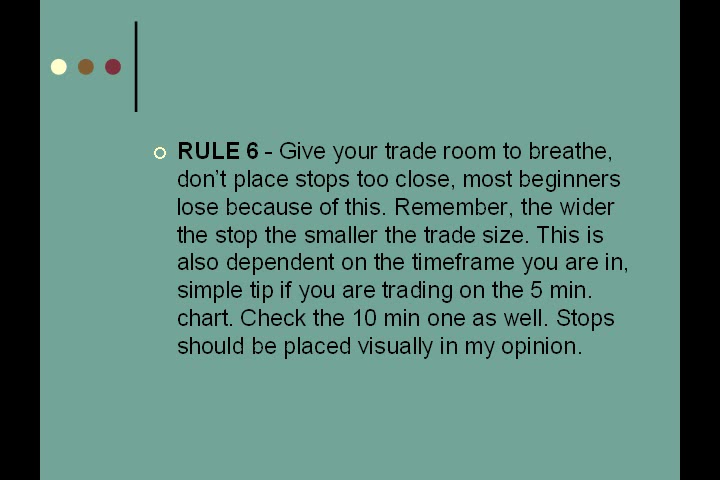 RULE 6 - Give your trade room to breathe,
don't place stops too close, most beginners
lose because of this. Remember, the wider
the stop the smaller the trade size. This is
also dependent on the timeframe you are in,
simple tip if you are trading on the 5 min.
chart. Check the 10 min one as well. Stops
should be placed visually in my opinion.